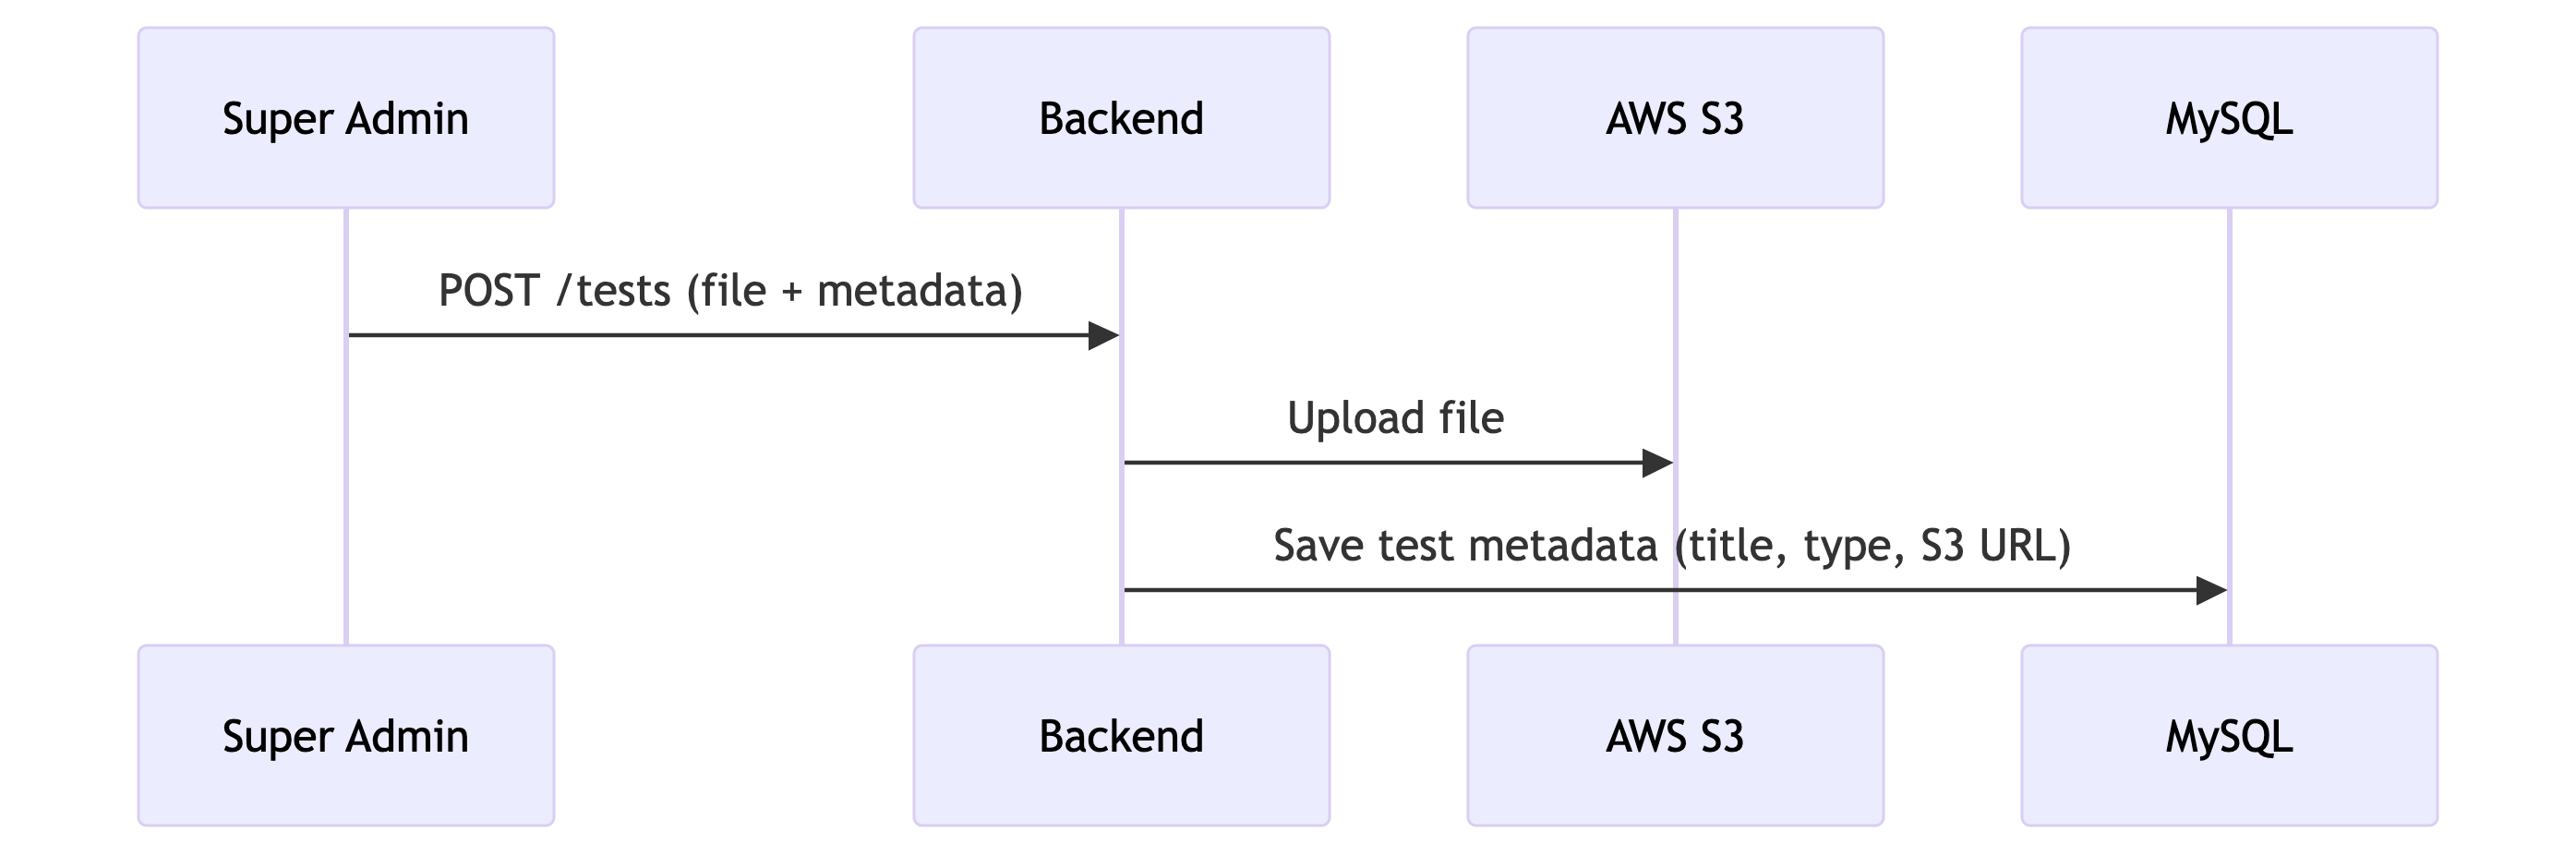 Super Admin
Backend
AWS S3
MySQL
POST /tests (file + metadata)
Upload file
Save test metadata (title, type, S3 URL)
Super Admin
Backend
AWS S3
MySQL